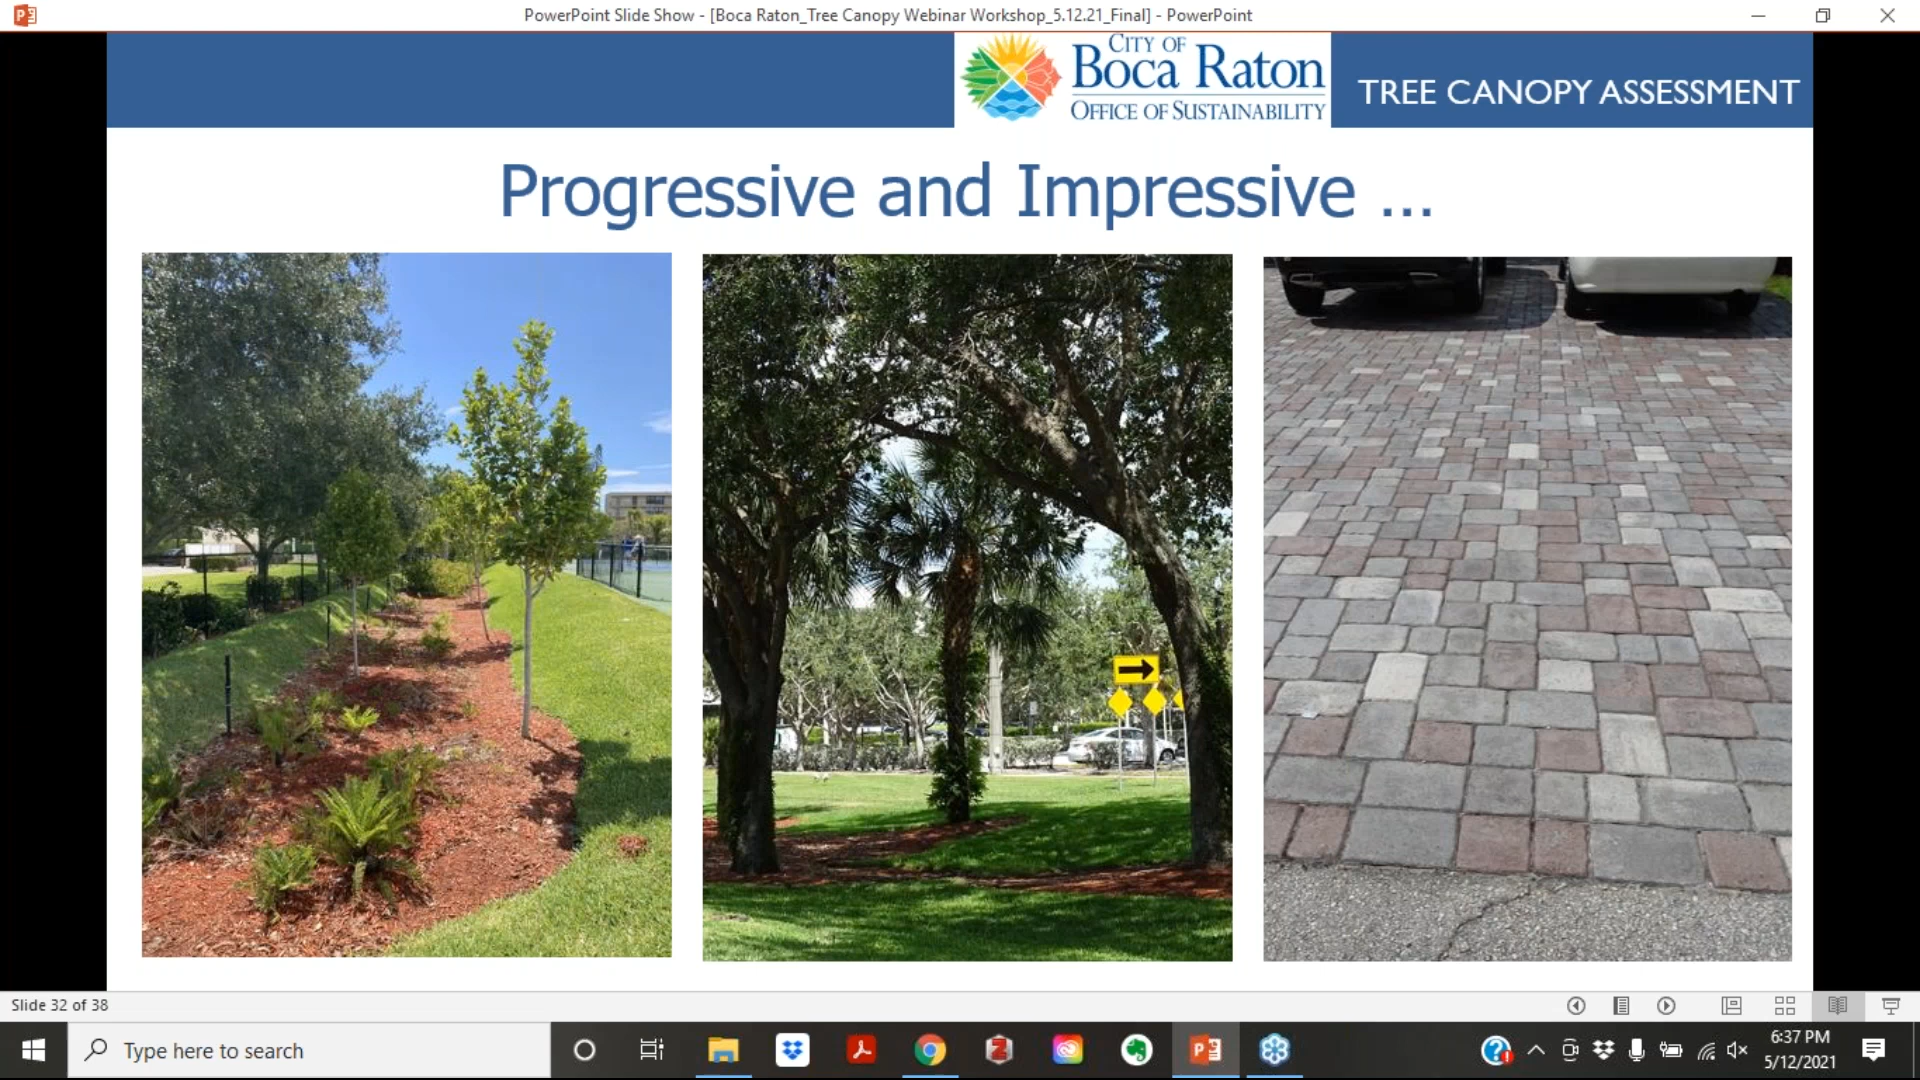 PowerPoint Slide Show - [Boca Raton_Tree Canopy Webinar Workshop_5.12.21_Final] - PowerPoint
CITY OF
Boca Raton
OFFICE OF SUSTAINABILITY
TREE CANOPY ASSESSMENT
Progressive and Impressive ...
Slide 32 of 38
Type here to search
6:37 PM
5/12/2021